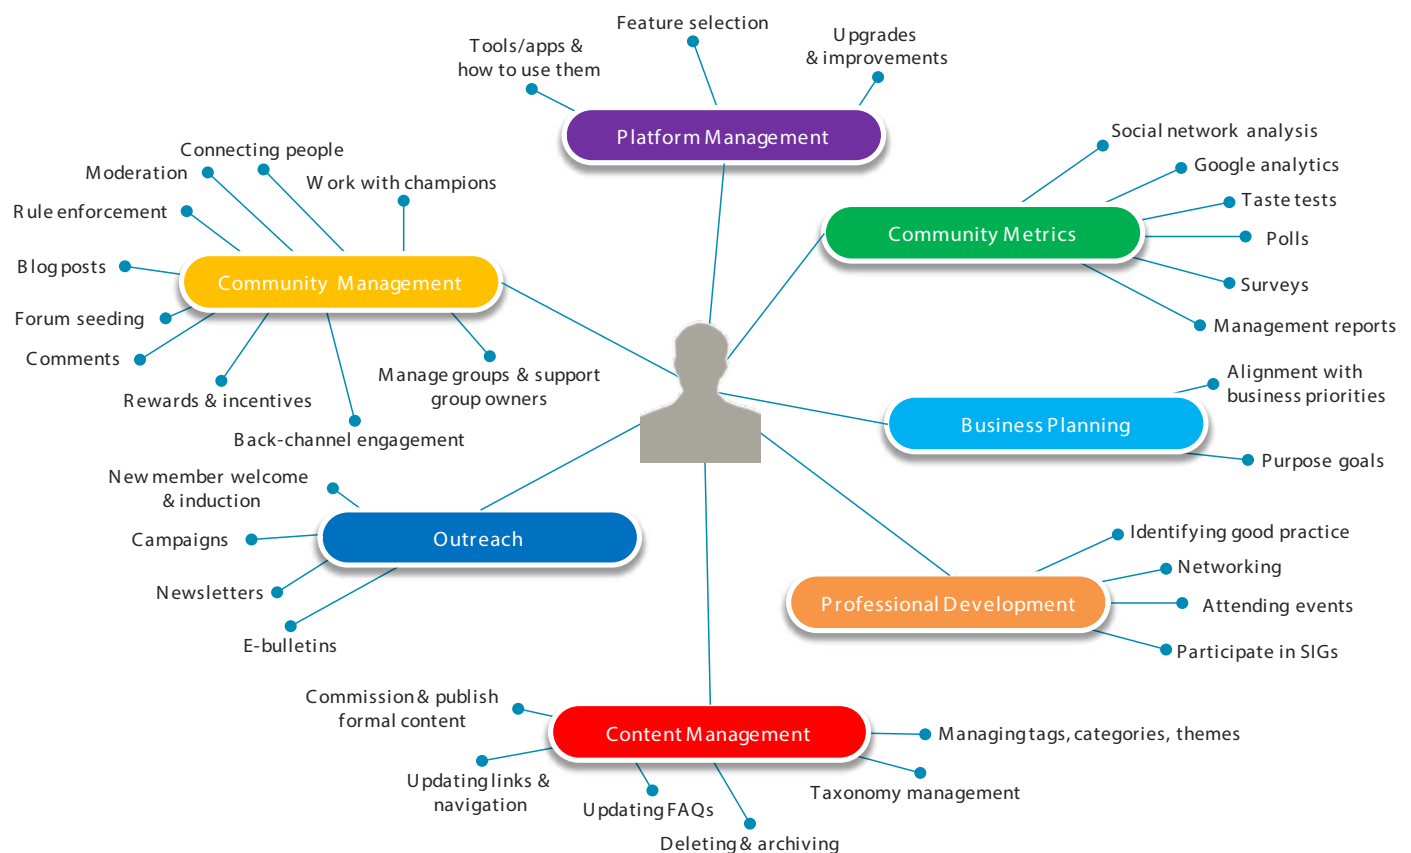 Feature selection
Tools/apps &
how to use them
Upgrades
& improvements
Platform Management
Social network analysis
Google analytics
Taste tests
Polls
Surveys
Management reports
Community Metrics
Connecting people
Moderation
Work with champions
Rule enforcement
Blog posts
Community Management
Forum seeding
Comments
Rewards & incentives
Back-channel engagement
Manage groups & support
group owners
Alignment with
business priorities
Business Planning
Purpose goals
New member welcome
& induction
Campaigns
Outreach
Newsletters
E-bulletins
Identifying good practice
Networking
Professional Development
Attending events
Participate in SIGs
Commission & publish
formal content
Content Management
Managing tags, categories, themes
Updating links &
navigation
Updating FAQs
Taxonomy management
Deleting & archiving